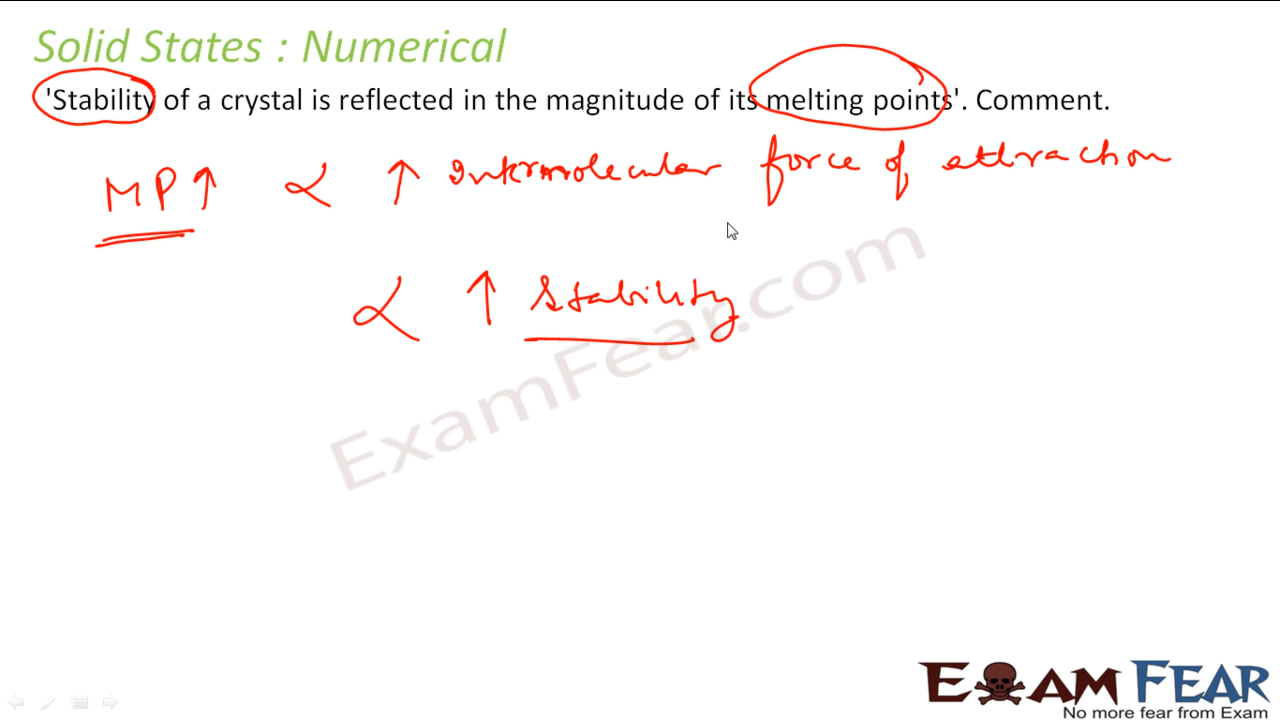 Solid States : Numerical
'Stability of a crystal is reflected in the magnitude of its melting points'. Comment.
MP↑ ∝ ↑ Intermolecular force of attraction
∝ ↑ Stability
ExamFear.com
EXAM FEAR
No more fear from Exam